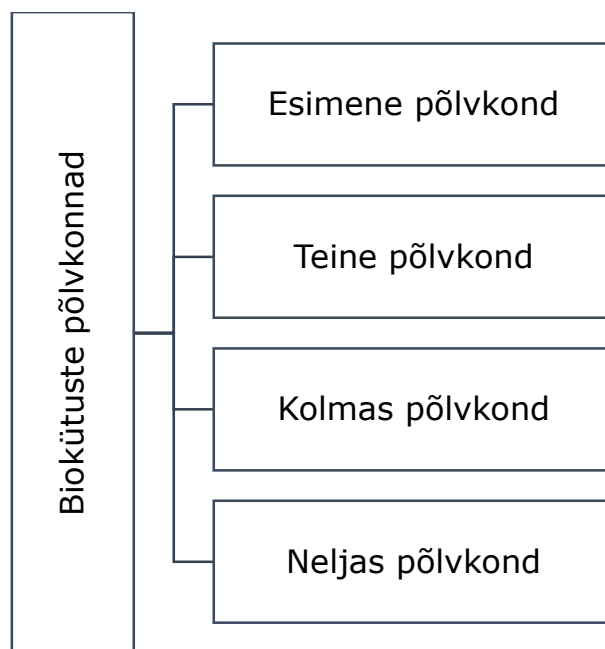 Biokütuste põlvkonnad
Esimene põlvkond
Teine põlvkond
Kolmas põlvkond
Neljas põlvkond